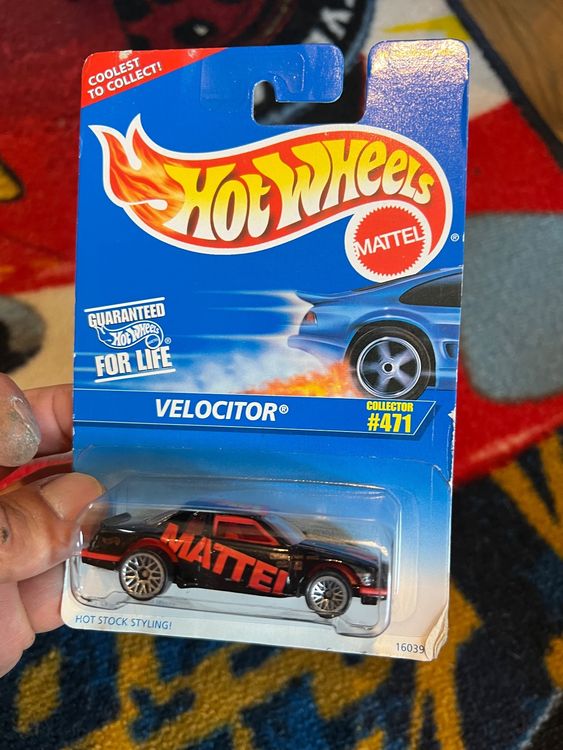 COOLEST
TO COLLECT!
HOT WHEELS
MATTEL
®
GUARANTEED
HOT WHEELS ®
FOR LIFE
VELOCITOR®
COLLECTOR
#471
MATTEL
HOT STOCK STYLING!
16039